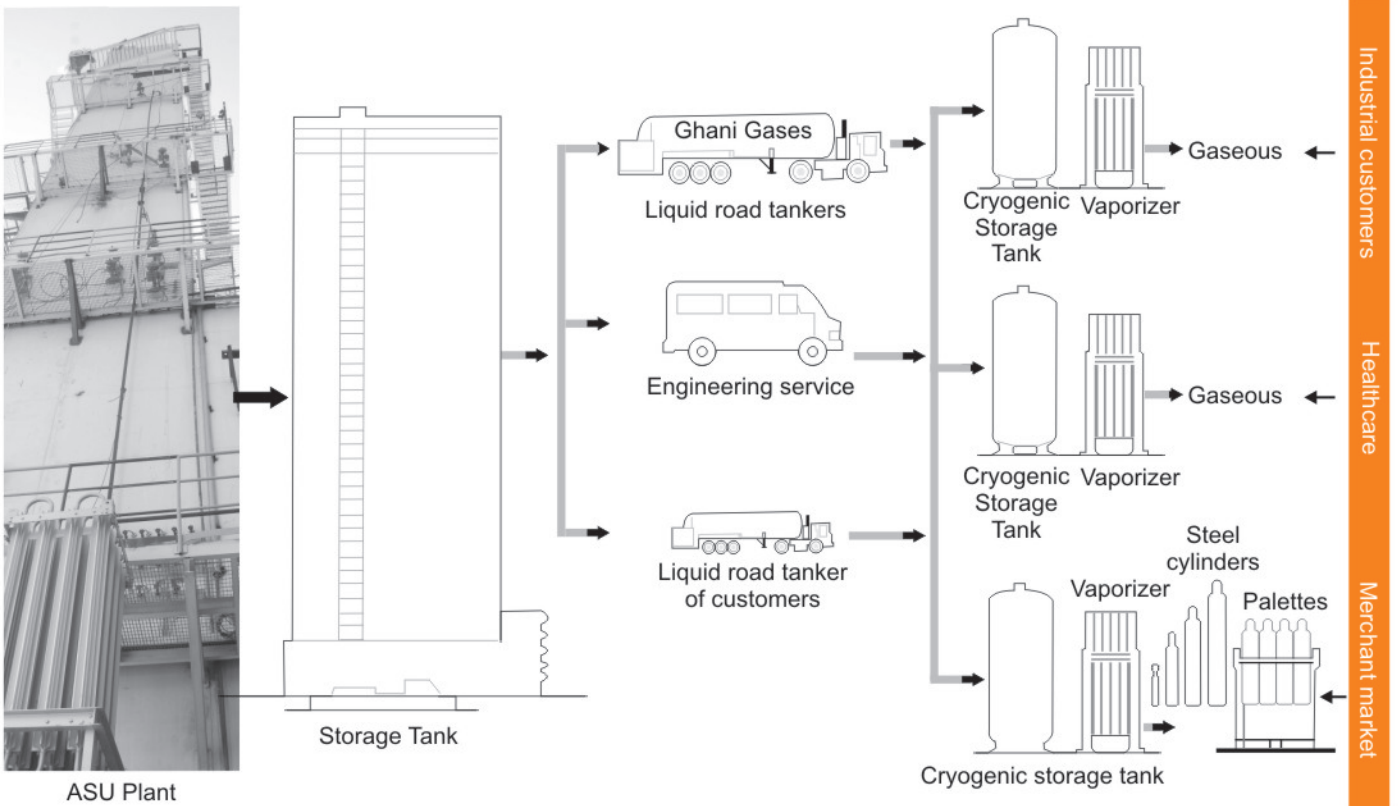 Ghani Gases
Liquid road tankers
Engineering service
Liquid road tanker
of customers
ASU Plant
Storage Tank
Cryogenic
Storage
Tank
Vaporizer
Gaseous
Industrial customers
Cryogenic
Storage
Tank
Vaporizer
Gaseous
Healthcare
Steel
cylinders
Vaporizer
Palettes
Cryogenic storage tank
Merchant market